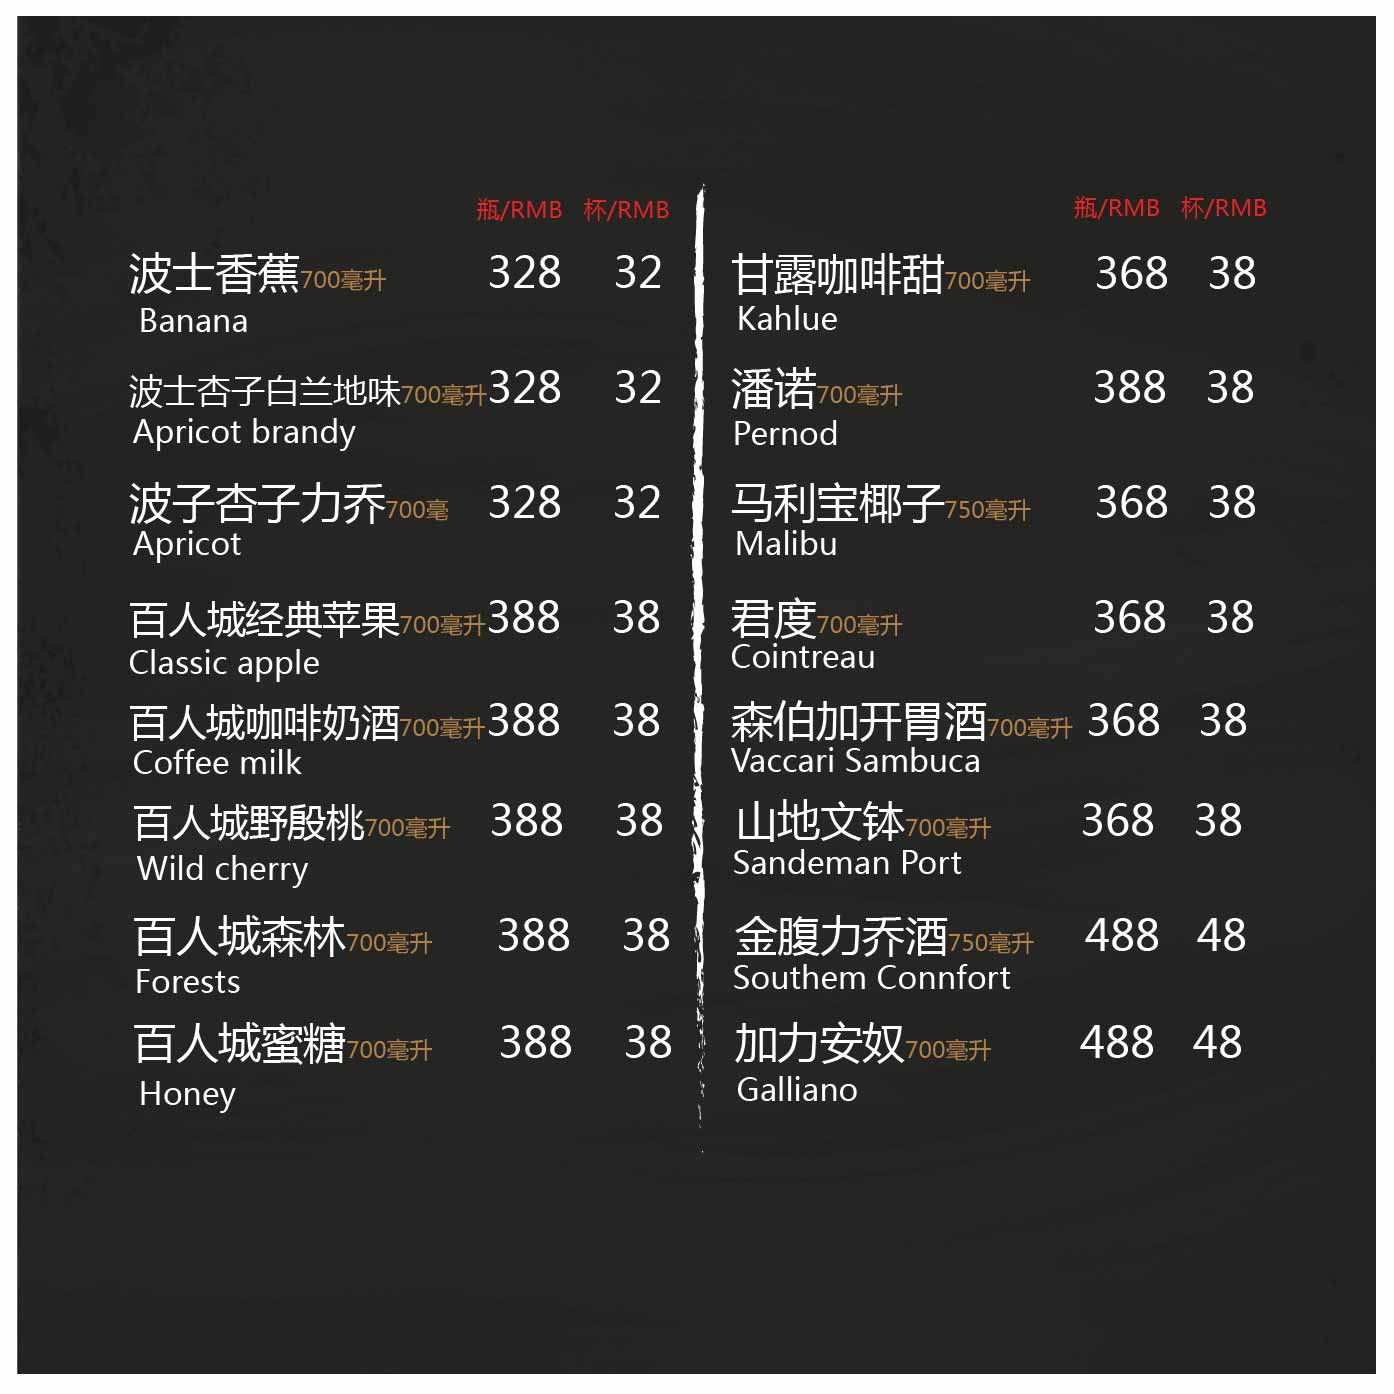 瓶/RMB 杯/RMB
波士香蕉700毫升 328 32
Banana
波士杏子白兰地味700毫升 328 32
Apricot brandy
波子杏子力乔700毫 328 32
Apricot
百人城经典苹果700毫升 388 38
Classic apple
百人城咖啡奶酒700毫升 388 38
Coffee milk
百人城野殷桃700毫升 388 38
Wild cherry
百人城森林700毫升 388 38
Forests
百人城蜜糖700毫升 388 38
Honey
瓶/RMB 杯/RMB
甘露咖啡甜700毫升 368 38
Kahlue
潘诺700毫升 388 38
Pernod
马利宝椰子750毫升 368 38
Malibu
君度700毫升 368 38
Cointreau
森伯加开胃酒700毫升 368 38
Vaccari Sambuca
山地文钵700毫升 368 38
Sandeman Port
金腹力乔酒750毫升 488 48
Southem Connfort
加力安奴700毫升 488 48
Galliano